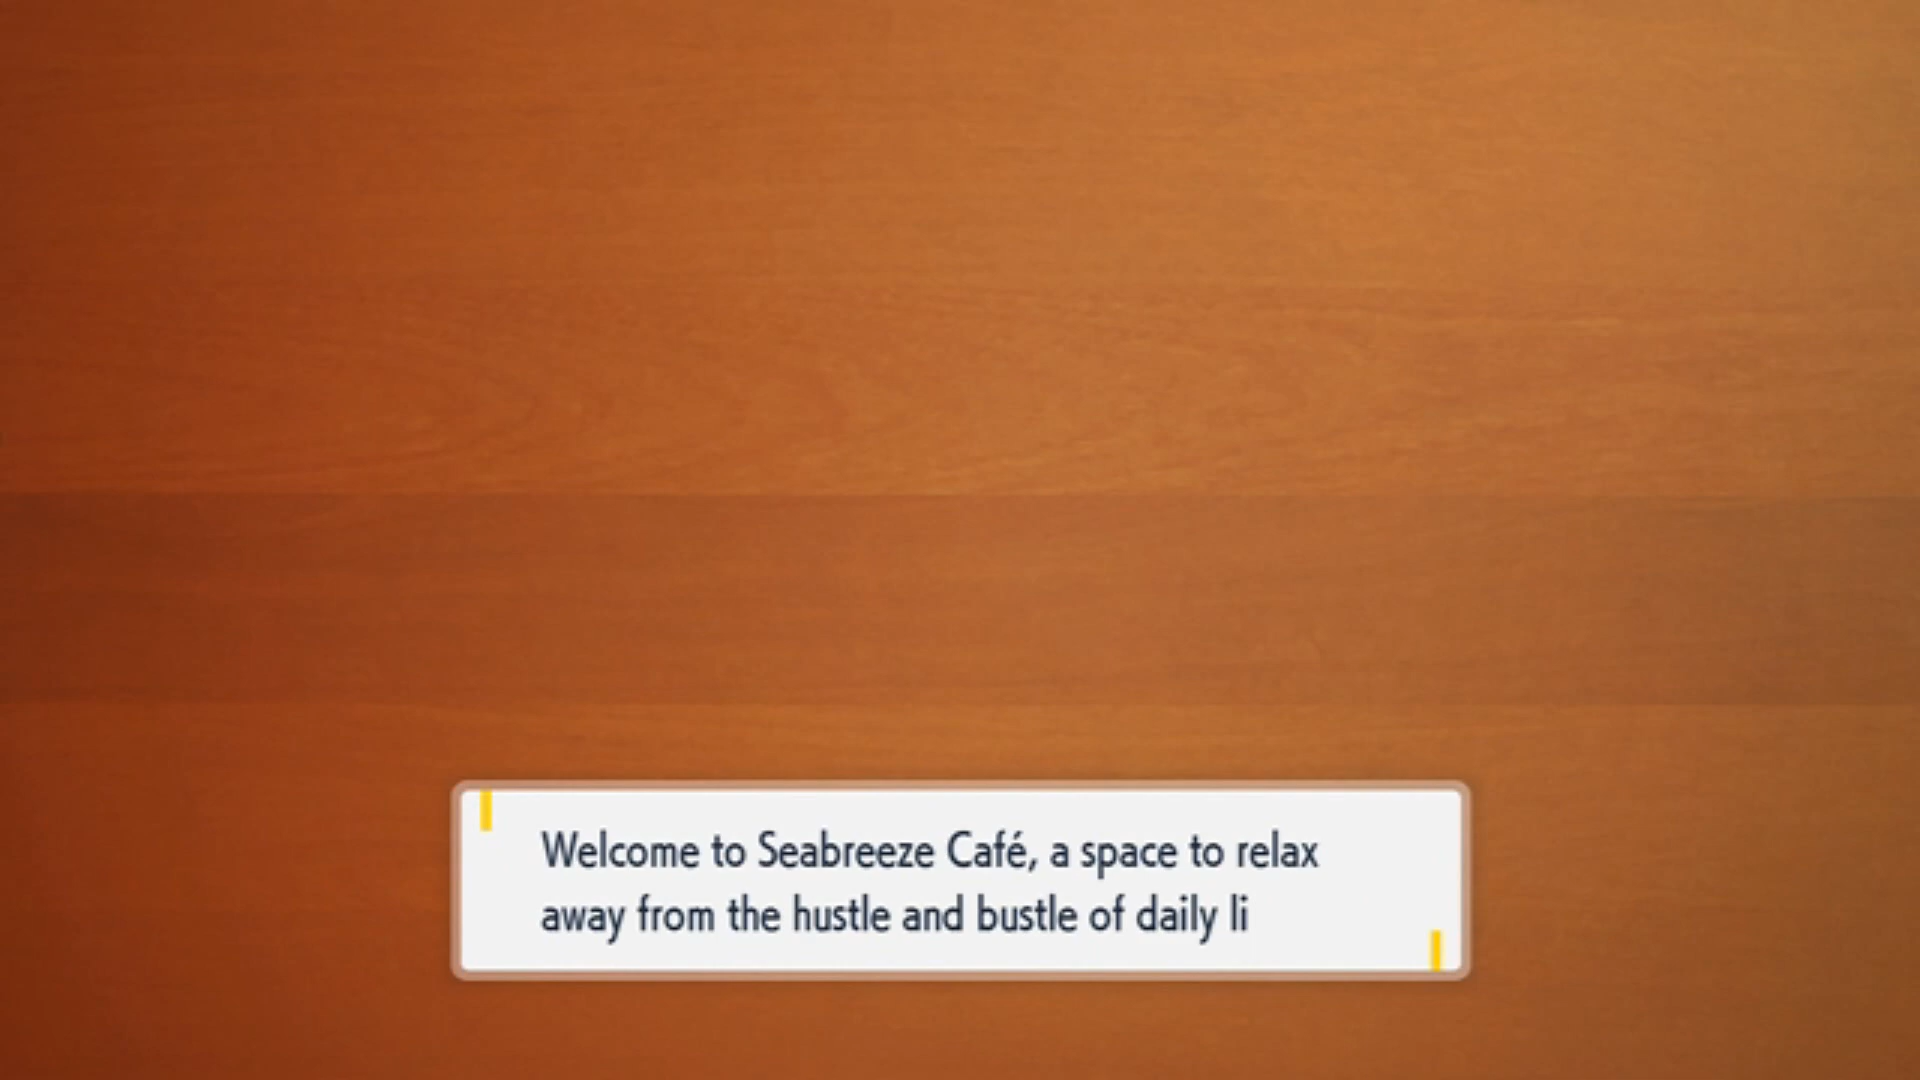 Welcome to Seabreeze Café, a space to relax
away from the hustle and bustle of daily li